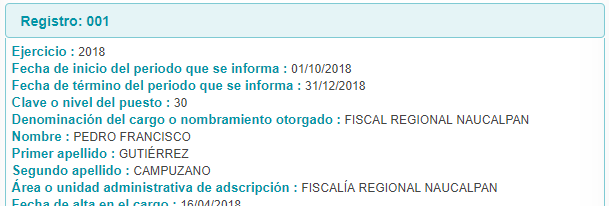 Registro: 001
Ejercicio : 2018
Fecha de inicio del periodo que se informa : 01/10/2018
Fecha de término del periodo que se informa : 31/12/2018
Clave o nivel del puesto : 30
Denominación del cargo o nombramiento otorgado : FISCAL REGIONAL NAUCALPAN
Nombre : PEDRO FRANCISCO
Primer apellido : GUTIÉRREZ
Segundo apellido : CAMPUZANO
Área o unidad administrativa de adscripción : FISCALÍA REGIONAL NAUCALPAN
Fecha de alta en el cargo : 16/04/2018